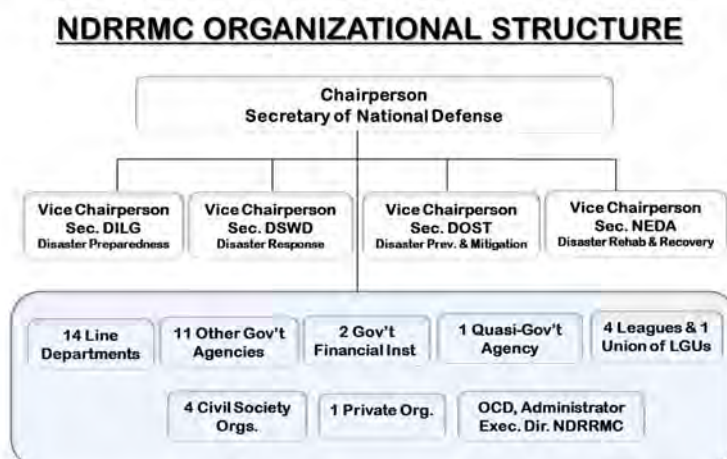 NDRRMC ORGANIZATIONAL STRUCTURE
Chairperson
Secretary of National Defense
Vice Chairperson
Sec. DILG
Disaster Preparedness
Vice Chairperson
Sec. DSWD
Disaster Response
Vice Chairperson
Sec. DOST
Disaster Prev. & Mitigation
Vice Chairperson
Sec. NEDA
Disaster Rehab & Recovery
14 Line
Departments
11 Other Gov't
Agencies
2 Gov't
Financial Inst
1 Quasi-Gov't
Agency
4 Leagues & 1
Union of LGUs
4 Civil Society
Orgs.
1 Private Org.
OCD, Administrator
Exec. Dir. NDRRMC